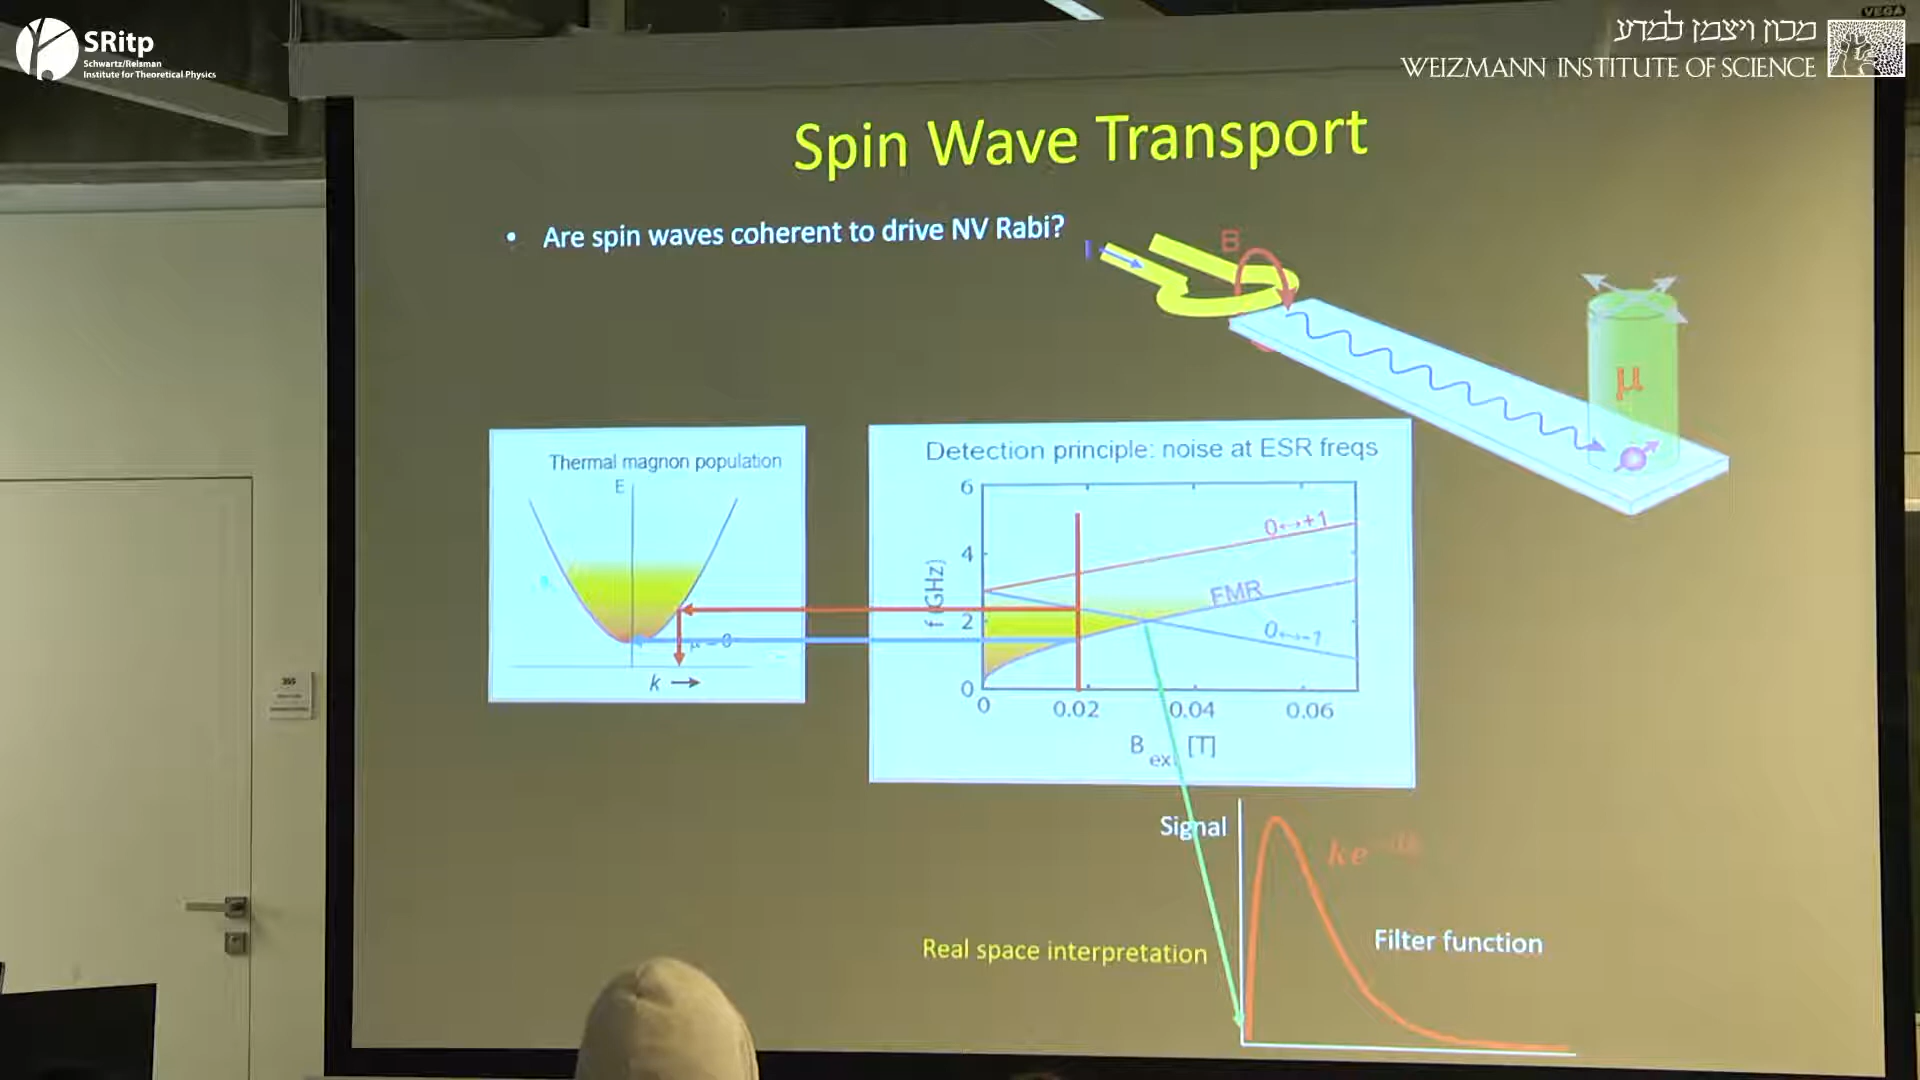 SRitp
Schwartz/Reisman
Institute for Theoretical Physics
מכון ויצמן למדע
WEIZMANN INSTITUTE OF SCIENCE
VEGA
Spin Wave Transport
• Are spin waves coherent to drive NV Rabi?
I
B
μ
Thermal magnon population
E
k
Detection principle: noise at ESR freqs
6
4
2
0
f (GHz)
0↔+1
FMR
0↔-1
0
0.02
0.04
0.06
B ex [T]
Signal
Filter function
Real space interpretation